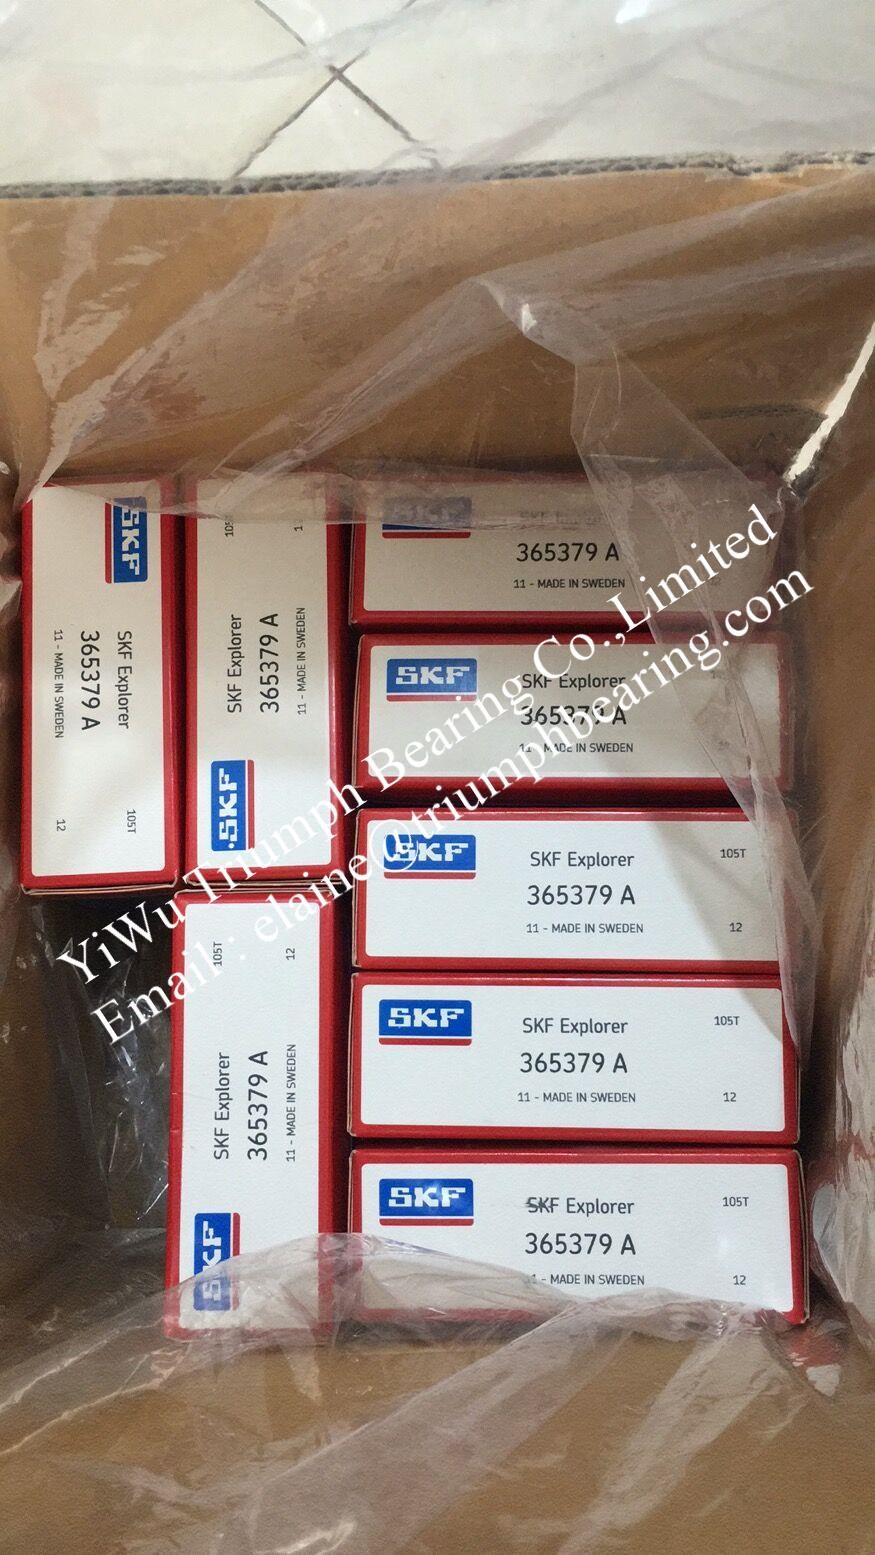 SKF
SKF Explorer
365379 A
11 - MADE IN SWEDEN
105T
12
SKF
SKF Explorer
365379 A
11 - MADE IN SWEDEN
SKF Explorer
365379 A
11 - MADE IN SWEDEN
12
SKF
SKF Explorer
365379 A
11 - MADE IN SWEDEN
SKF
SKF Explorer
365379 A
11 - MADE IN SWEDEN
105T
12
SKF
SKF Explorer
365379 A
11 - MADE IN SWEDEN
105T
12
SKF
SKF Explorer
365379 A
11 - MADE IN SWEDEN
105T
12
SKF
SKF Explorer
365379 A
11 - MADE IN SWEDEN
105T
12
YiWu Triumph Bearing Co.,Limited
Email : elaine@triumphbearing.com